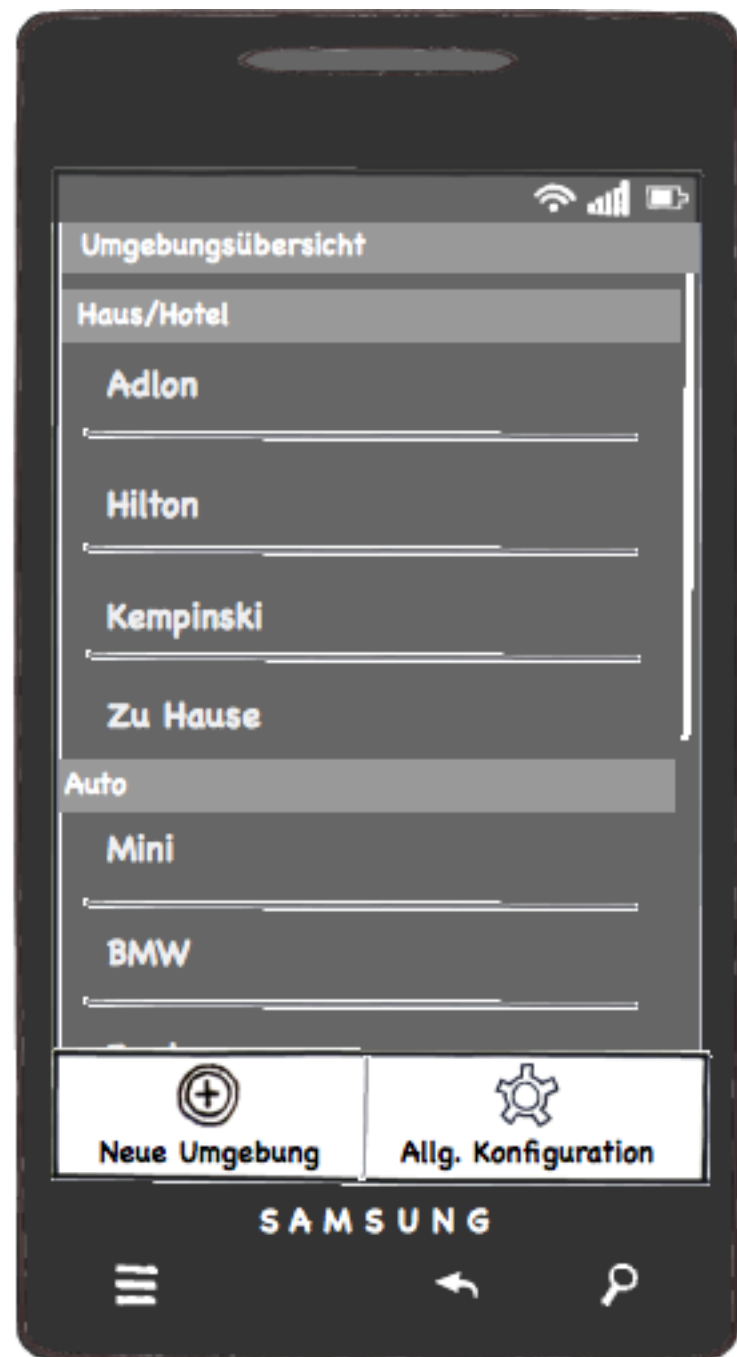 Umgebungsübersicht
Haus/Hotel
Adlon
Hilton
Kempinski
Zu Hause
Auto
Mini
BMW
Neue Umgebung
Allg. Konfiguration
SAMSUNG